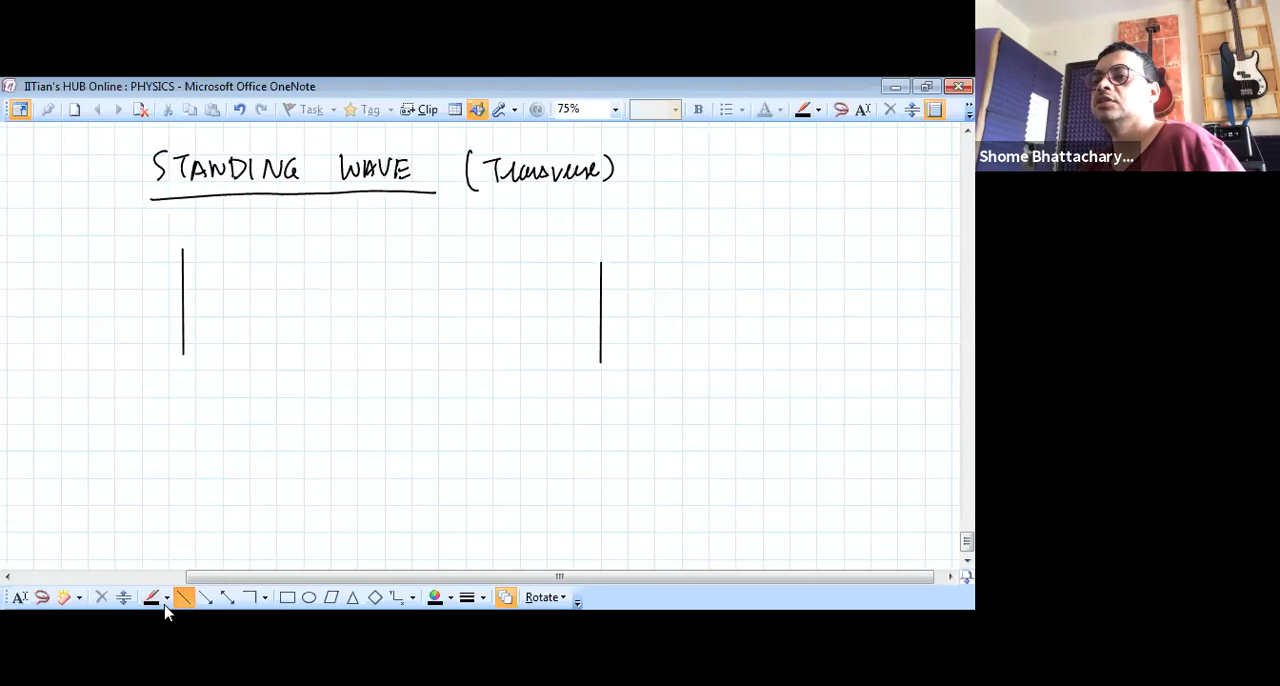 IITian's HUB Online : PHYSICS - Microsoft Office OneNote
Task Tag Clip 75% B A A
STANDING WAVE (Transverse)
Shome Bhattachary...
A Rotate